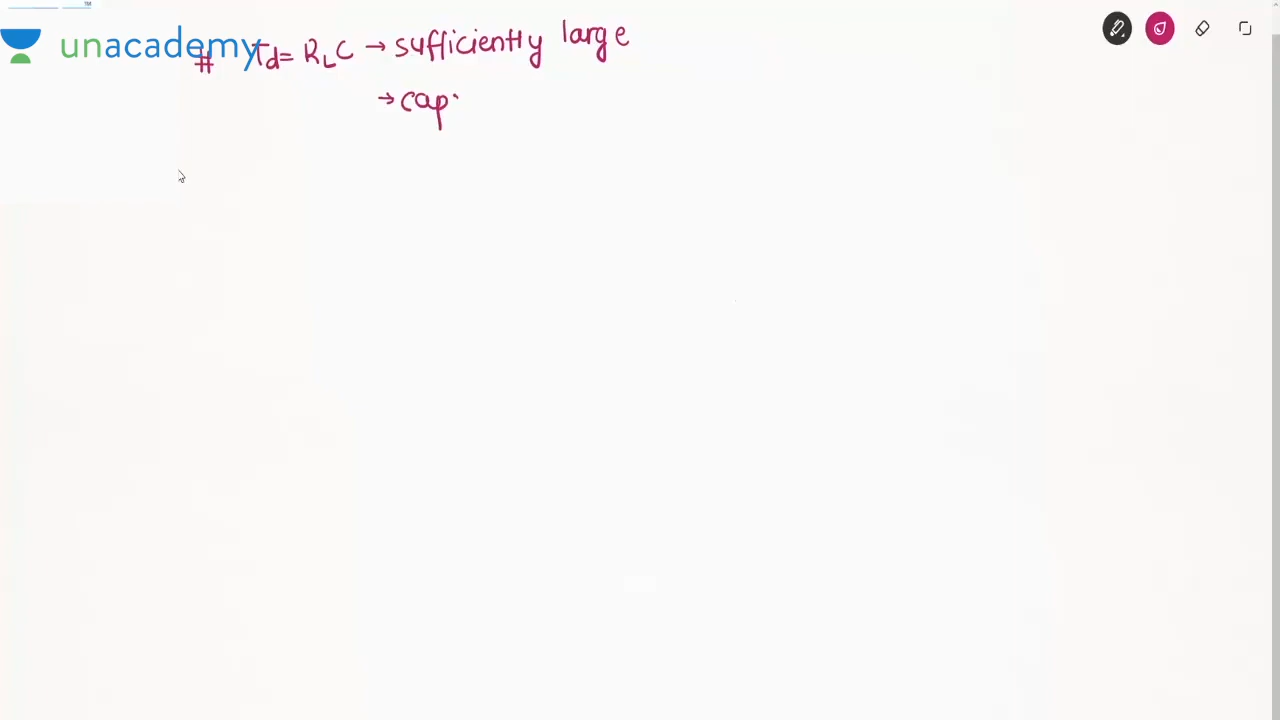 unacademy
# τd = RLC → sufficiently large
→ cap.